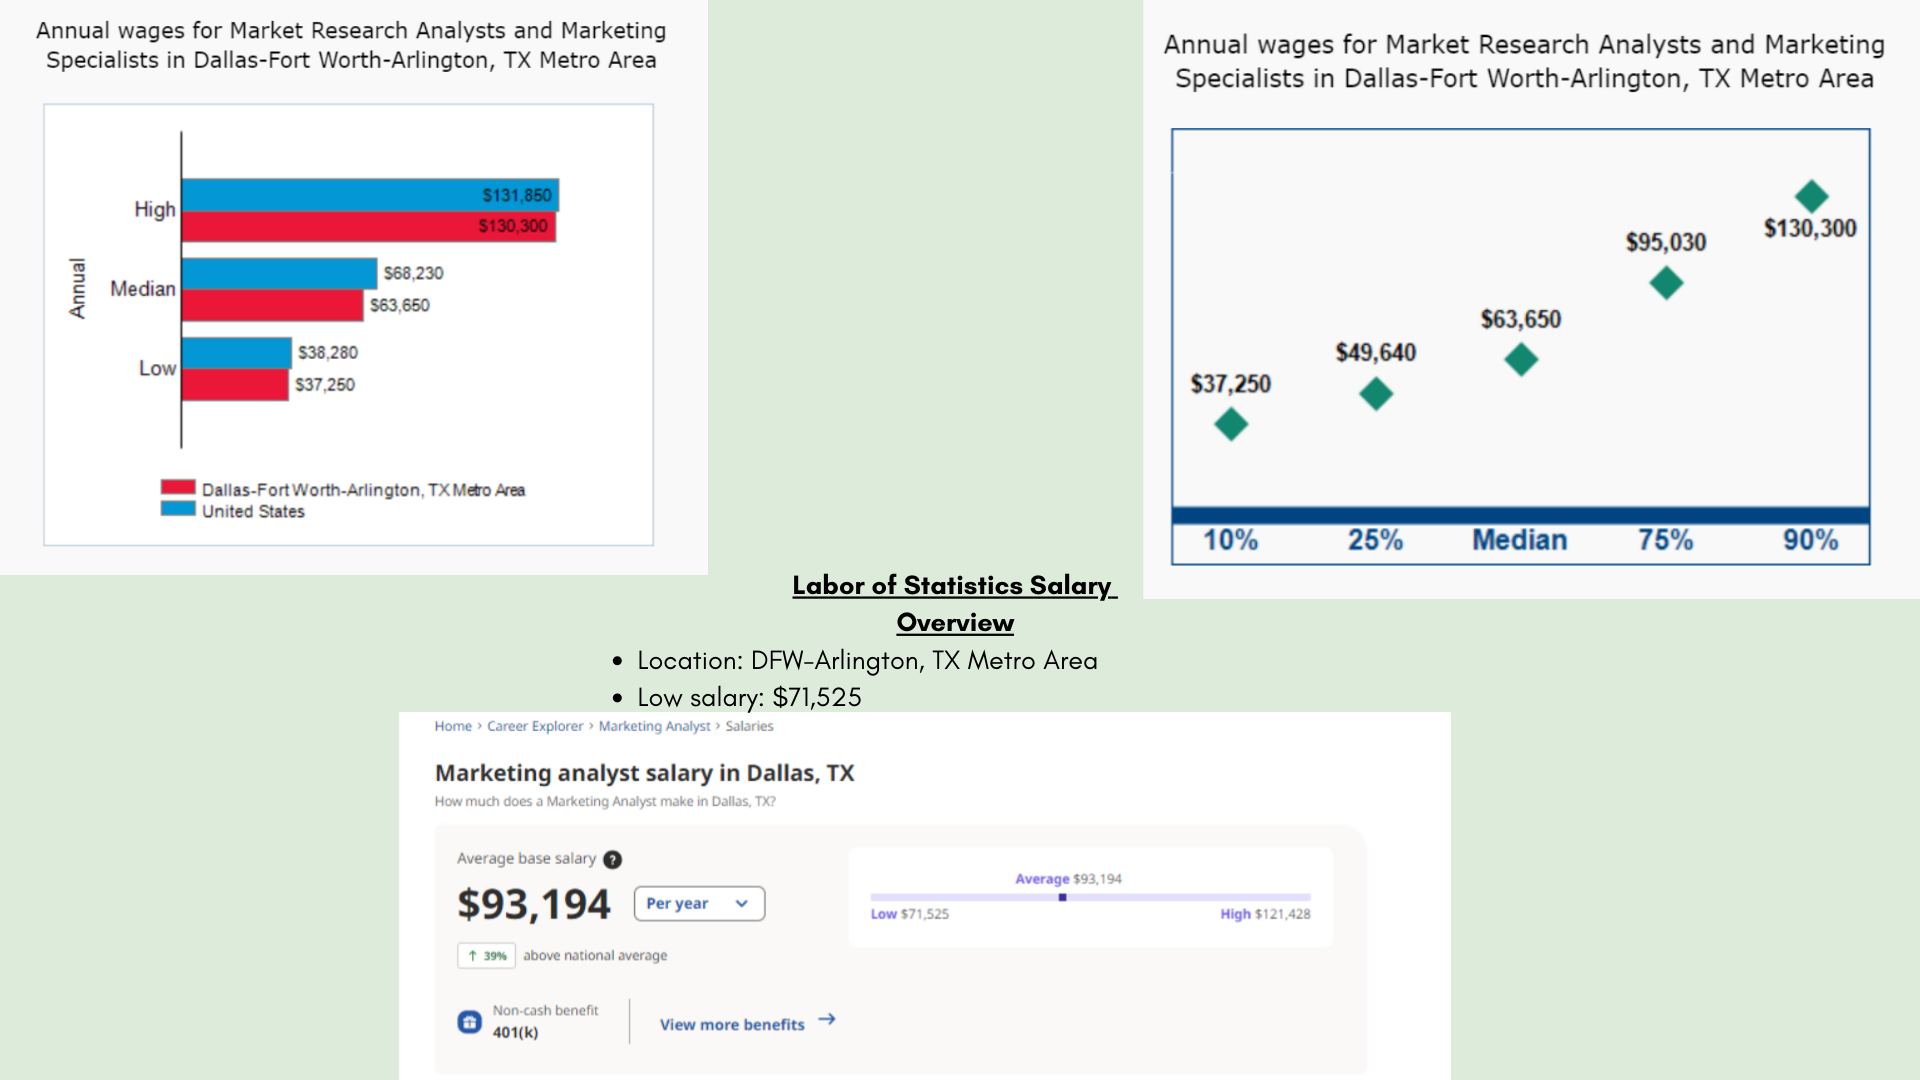 Annual wages for Market Research Analysts and Marketing
Specialists in Dallas-Fort Worth-Arlington, TX Metro Area
Annual
High
$131,850
$130,300
Median
$68,230
$63,650
Low
$38,280
$37,250
Dallas-Fort Worth-Arlington, TX Metro Area
United States
Annual wages for Market Research Analysts and Marketing
Specialists in Dallas-Fort Worth-Arlington, TX Metro Area
$37,250
$49,640
$63,650
$95,030
$130,300
10% 25% Median 75% 90%
Labor of Statistics Salary
Overview
• Location: DFW-Arlington, TX Metro Area
• Low salary: $71,525
Home > Career Explorer > Marketing Analyst > Salaries
Marketing analyst salary in Dallas, TX
How much does a Marketing Analyst make in Dallas, TX?
Average base salary ?
$93,194 Per year
↑ 39% above national average
Non-cash benefit
401(k)
View more benefits →
Average $93,194
Low $71,525 High $121,428